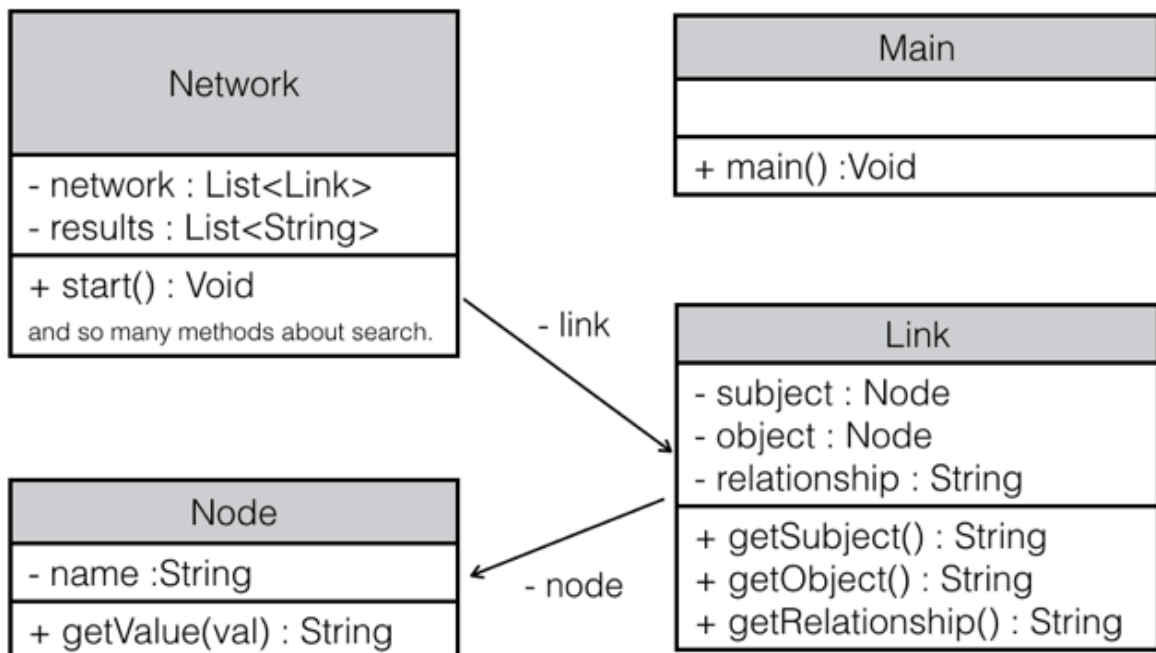 Network
- network : List<Link>
- results : List<String>
+ start() : Void
and so many methods about search.
Main
+ main() :Void
- link
Link
- subject : Node
- object : Node
- relationship : String
+ getSubject() : String
+ getObject() : String
+ getRelationship() : String
- node
Node
- name :String
+ getValue(val) : String